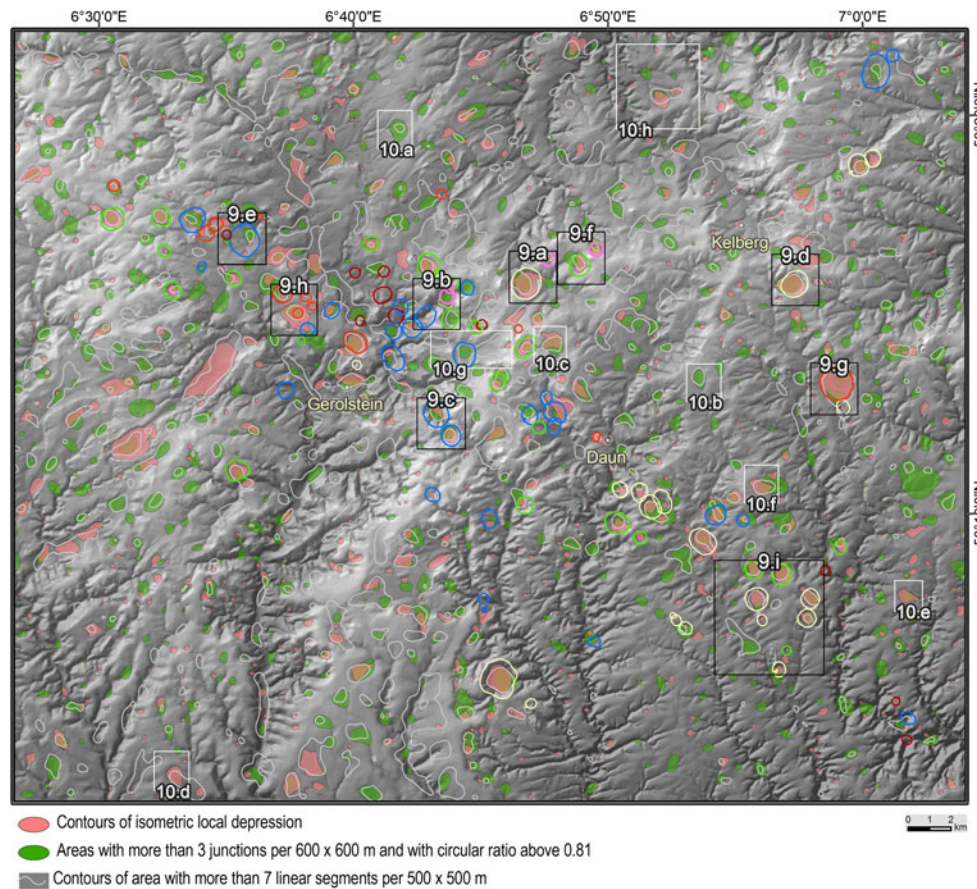 6°30'0"E 6°40'0"E 6°50'0"E 7°0'0"E
10.h
10.a
9.e
9.f
Kelberg
9.a
9.d
9.b
9.h
10.c
10.g
9.g
10.b
Gerolstein
9.c
Daun
10.f
9.i
10.e
10.d
Contours of isometric local depression
0 1 2
km
Areas with more than 3 junctions per 600 x 600 m and with circular ratio above 0.81
Contours of area with more than 7 linear segments per 500 x 500 m